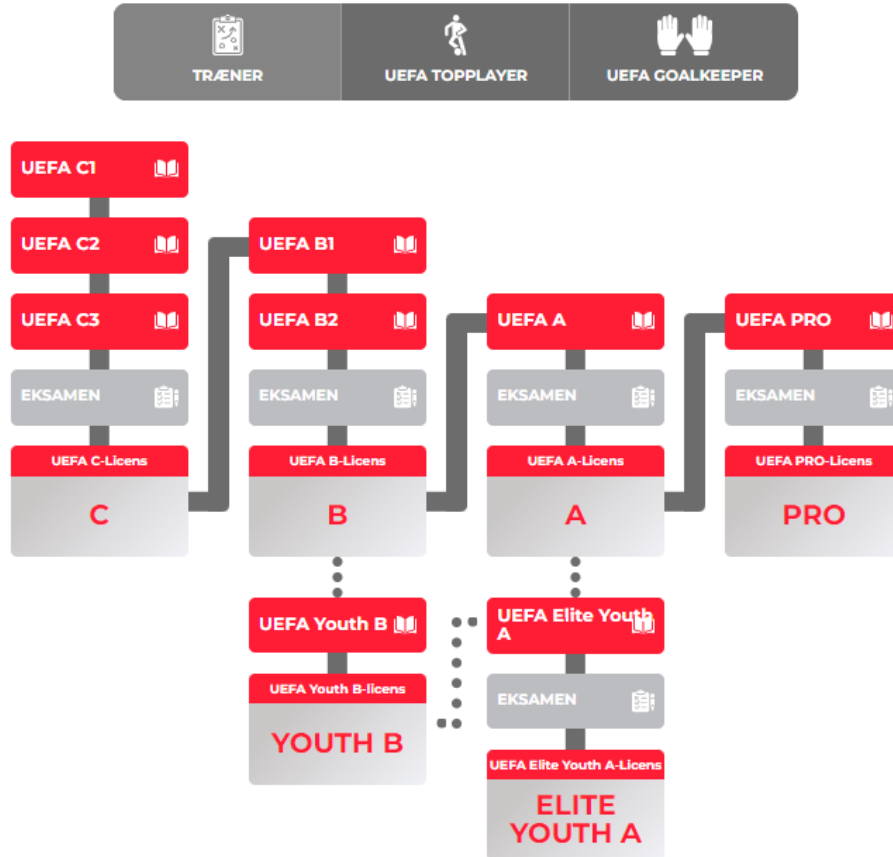 TRÆNER
UEFA TOPPLAYER
UEFA GOALKEEPER
UEFA C1
UEFA C2
UEFA C3
EKSAMEN
UEFA C-Licens
C
UEFA B1
UEFA B2
EKSAMEN
UEFA B-Licens
B
UEFA A
EKSAMEN
UEFA A-Licens
A
UEFA PRO
EKSAMEN
UEFA PRO-Licens
PRO
UEFA Youth B
UEFA Youth B-licens
YOUTH B
UEFA Elite Youth
A
EKSAMEN
UEFA Elite Youth A-Licens
ELITE
YOUTH A